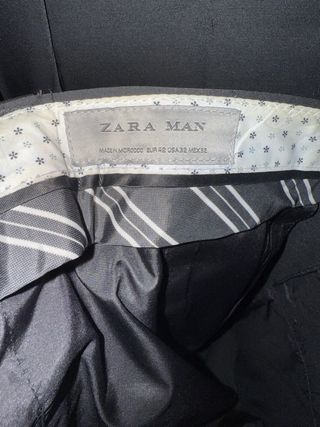 ZARA MAN
MADE IN MOROCCO EUR 42 USA 32 MEX 32